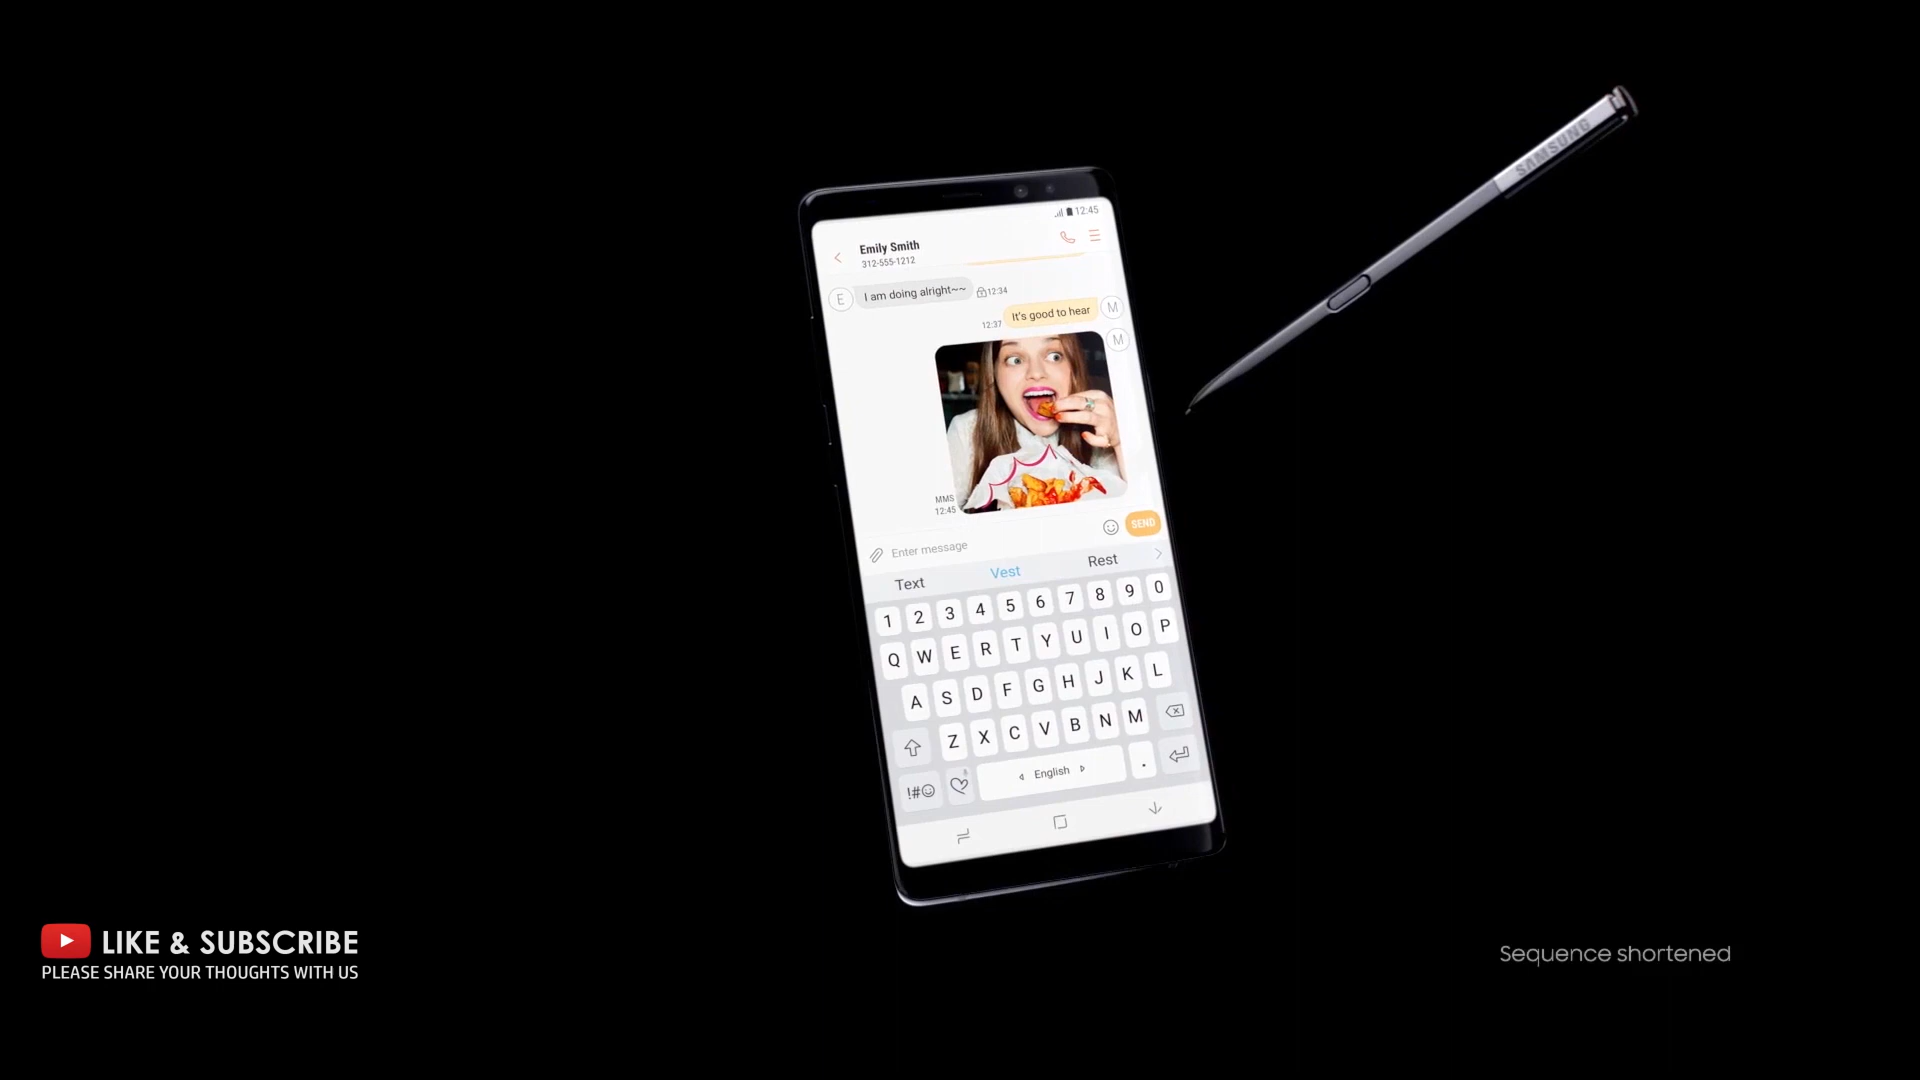 SAMSUNG
12:45
Emily Smith
312-555-1212
E
I am doing alright~~
12:34
It's good to hear
M
12:37
M
MMS
12:45
Enter message
SEND
Text Vest Rest
1 2 3 4 5 6 7 8 9 0
Q W E R T Y U I O P
A S D F G H J K L
Z X C V B N M
!#☺ English .
LIKE & SUBSCRIBE
PLEASE SHARE YOUR THOUGHTS WITH US
Sequence shortened